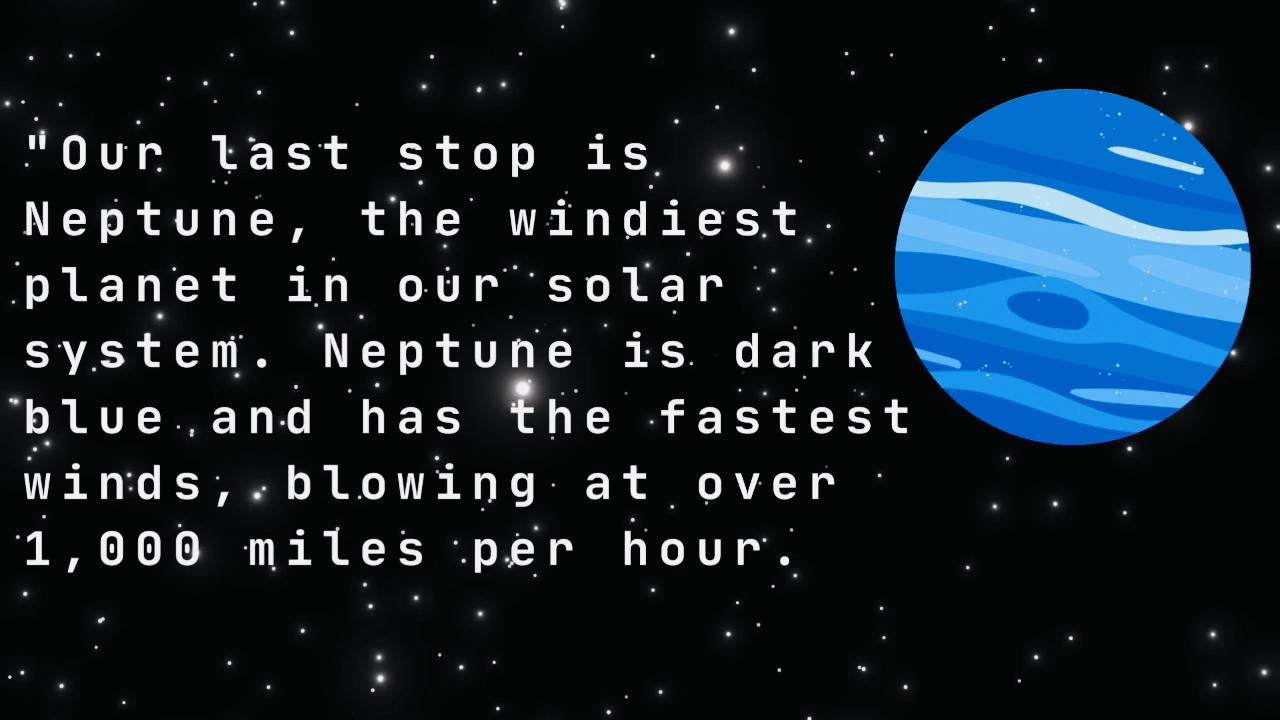 "Our last stop is
Neptune, the windiest
planet in our solar
system. Neptune is dark
blue and has the fastest
winds, blowing at over
1,000 miles per hour.